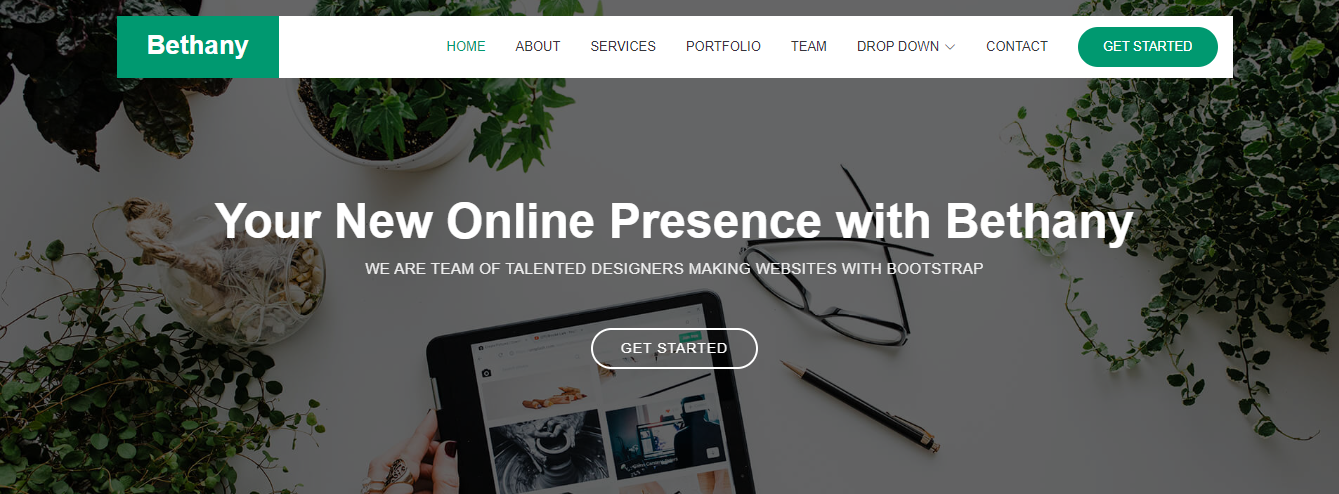 Bethany
HOME ABOUT SERVICES PORTFOLIO TEAM DROP DOWN CONTACT GET STARTED
Your New Online Presence with Bethany
WE ARE TEAM OF TALENTED DESIGNERS MAKING WEBSITES WITH BOOTSTRAP
GET STARTED